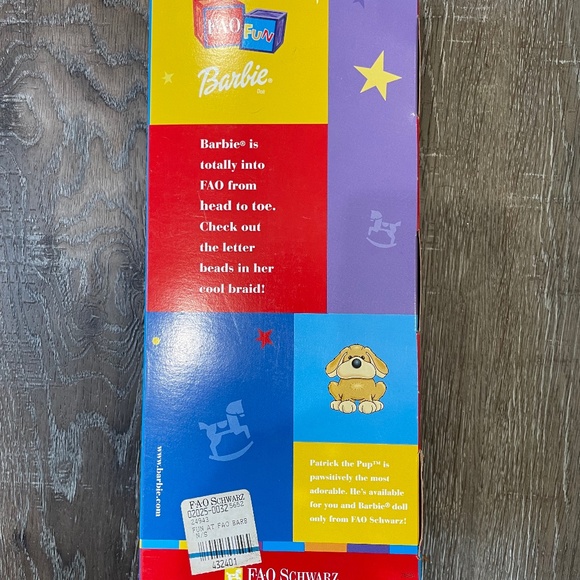 FAO
Fun
Barbie®
Doll
Barbie® is
totally into
FAO from
head to toe.
Check out
the letter
beads in her
cool braid!
www.barbie.com
Patrick the Pup™ is
pawsitively the most
adorable. He's available
for you and Barbie® doll
only from FAO Schwarz!
FAO SCHWARZ
02025-0032 5652
24943
FUN AT FAO BARB
N/S
432401
FAO SCHWARZ